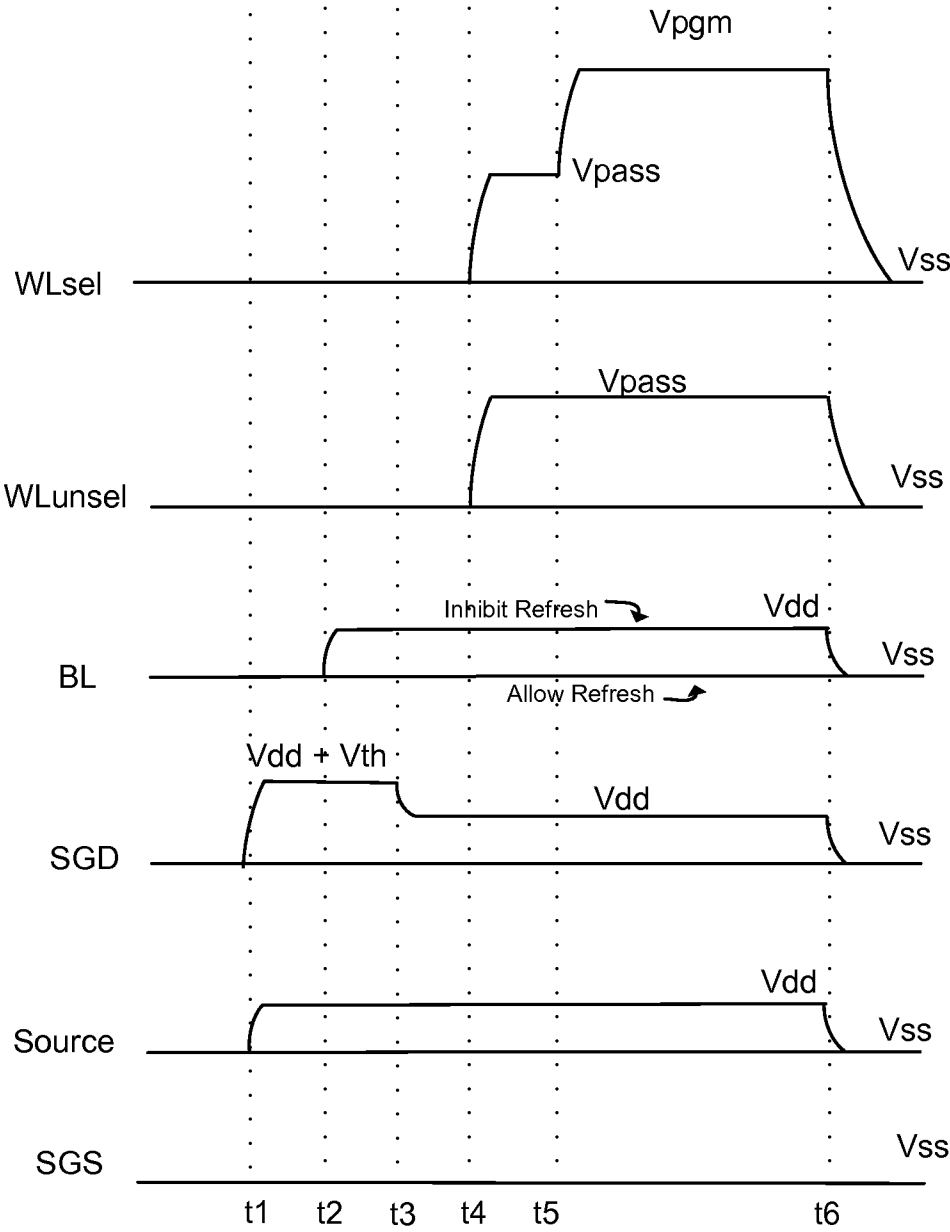 Vpgm
Vpass
WLsel
Vss
Vpass
WLunsel
Vss
Inhibit Refresh
Vdd
BL
Vss
Allow Refresh
Vdd + Vth
Vdd
SGD
Vss
Vdd
Source
Vss
SGS
Vss
t1 t2 t3 t4 t5 t6